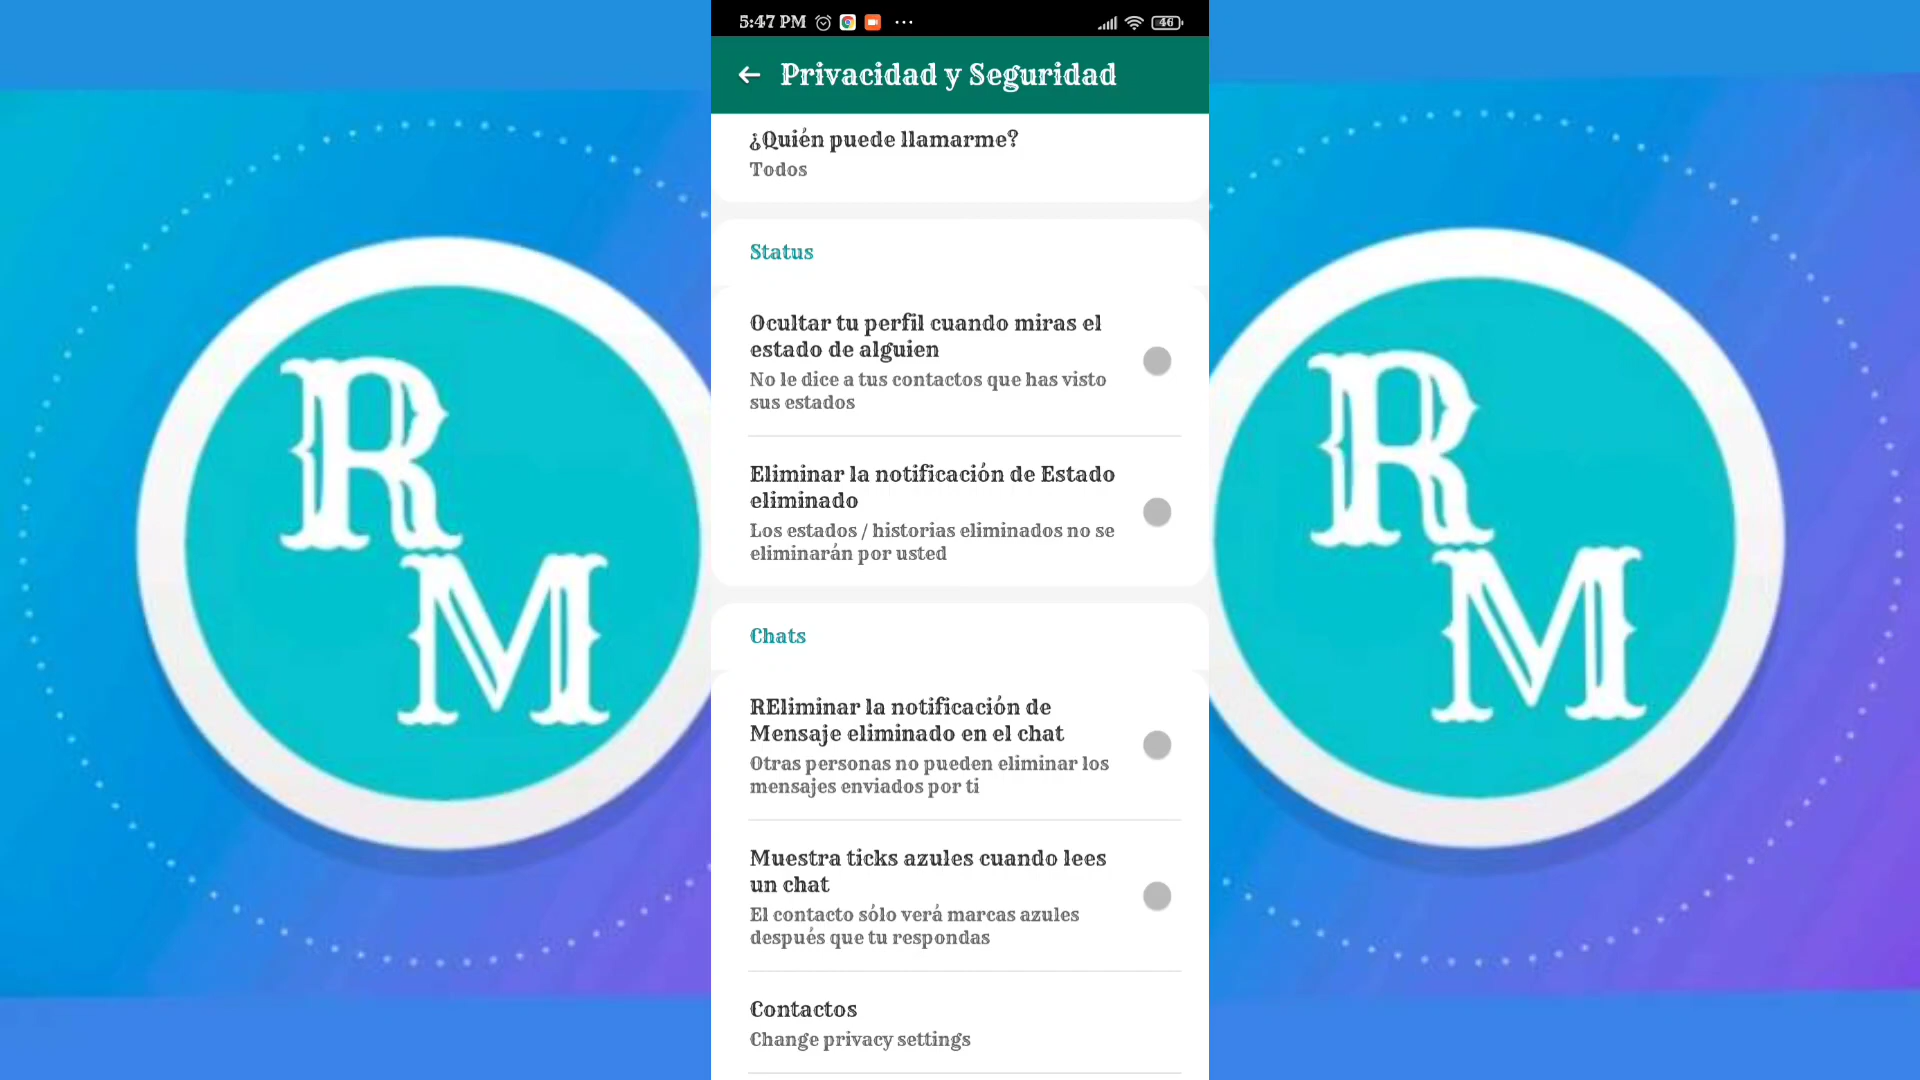 5:47 PM
46
Privacidad y Seguridad
¿Quién puede llamarme?
Todos
Status
Ocultar tu perfil cuando miras el
estado de alguien
No le dice a tus contactos que has visto
sus estados
Eliminar la notificación de Estado
eliminado
Los estados / historias eliminados no se
eliminarán por usted
Chats
REliminar la notificación de
Mensaje eliminado en el chat
Otras personas no pueden eliminar los
mensajes enviados por ti
Muestra ticks azules cuando lees
un chat
El contacto sólo verá marcas azules
después que tu respondas
Contactos
Change privacy settings
R
M
R
M